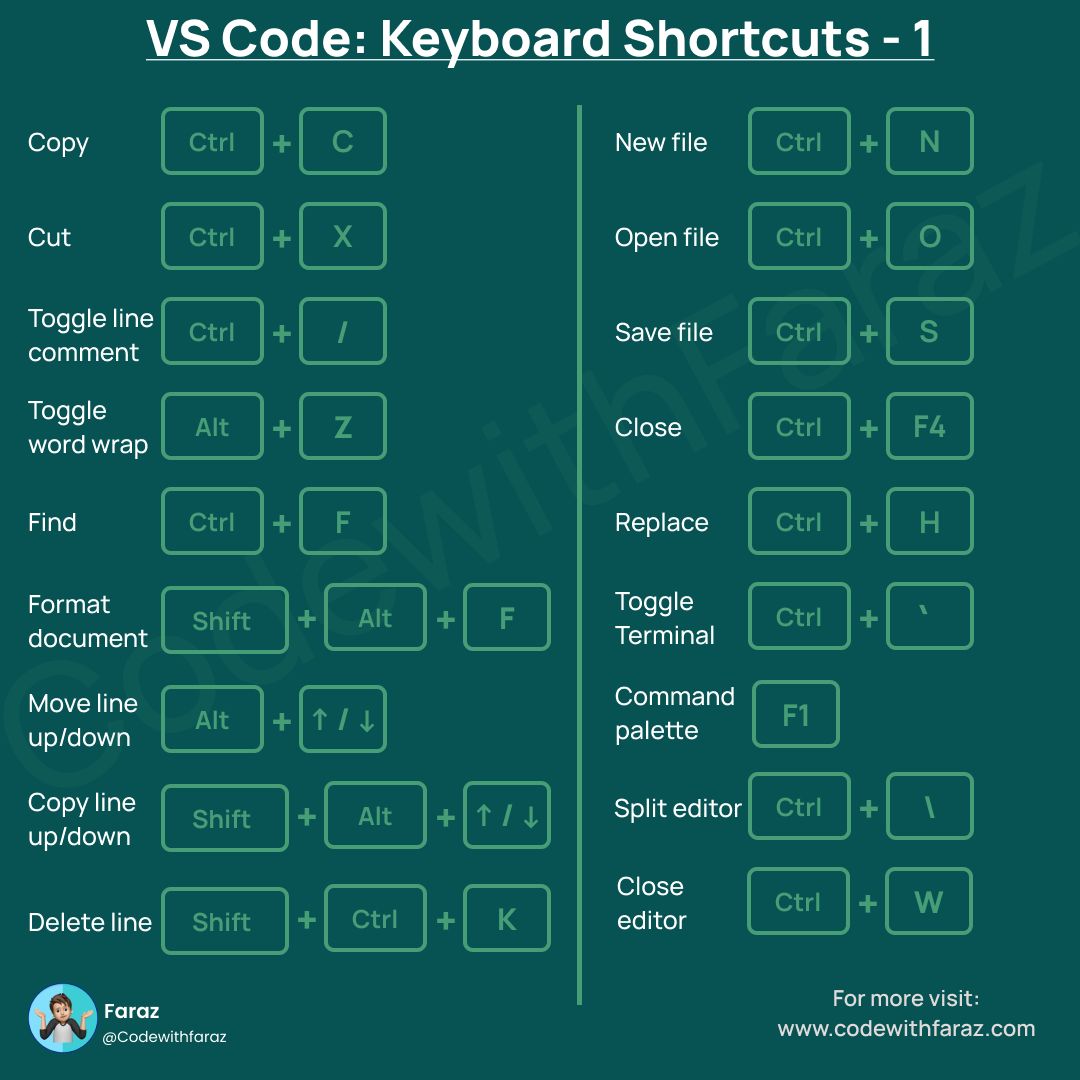 VS Code: Keyboard Shortcuts - 1
Copy Ctrl + C
Cut Ctrl + X
Toggle line
comment Ctrl + /
Toggle
word wrap Alt + Z
Find Ctrl + F
Format
document Shift + Alt + F
Move line
up/down Alt + ↑ / ↓
Copy line
up/down Shift + Alt + ↑ / ↓
Delete line Shift + Ctrl + K
New file Ctrl + N
Open file Ctrl + O
Save file Ctrl + S
Close Ctrl + F4
Replace Ctrl + H
Toggle
Terminal Ctrl + `
Command
palette F1
Split editor Ctrl + \
Close
editor Ctrl + W
CodewithFaraz
Faraz
@Codewithfaraz
For more visit:
www.codewithfaraz.com